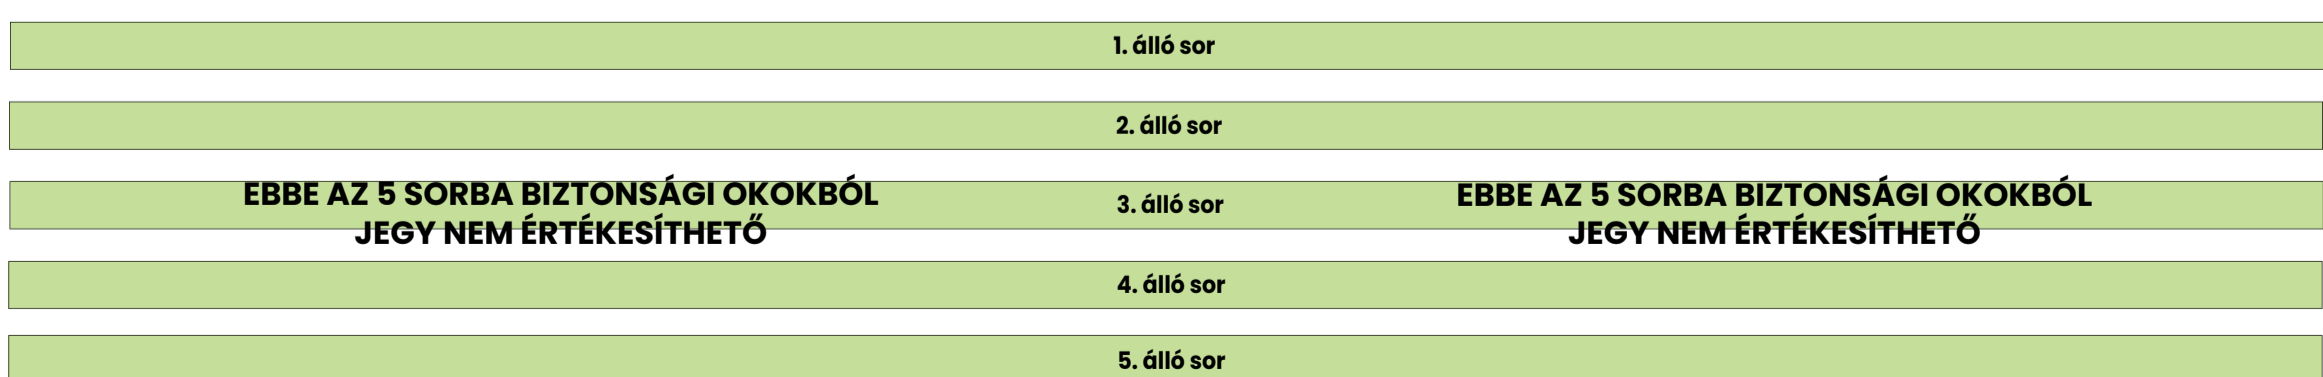 1. álló sor
2. álló sor
EBBE AZ 5 SORBA BIZTONSÁGI OKOKBÓL
JEGY NEM ÉRTÉKESÍTHETŐ
3. álló sor
EBBE AZ 5 SORBA BIZTONSÁGI OKOKBÓL
JEGY NEM ÉRTÉKESÍTHETŐ
4. álló sor
5. álló sor